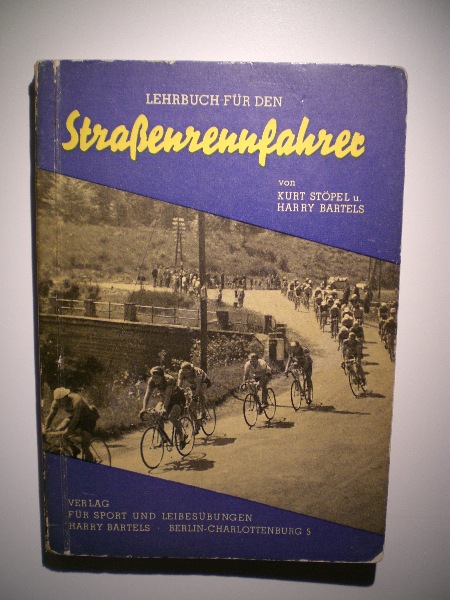 LEHRBUCH FÜR DEN
Straßenrennfahrer
von
KURT STÖPEL u.
HARRY BARTELS
VERLAG
FÜR SPORT UND LEIBESÜBUNGEN
HARRY BARTELS · BERLIN-CHARLOTTENBURG 5